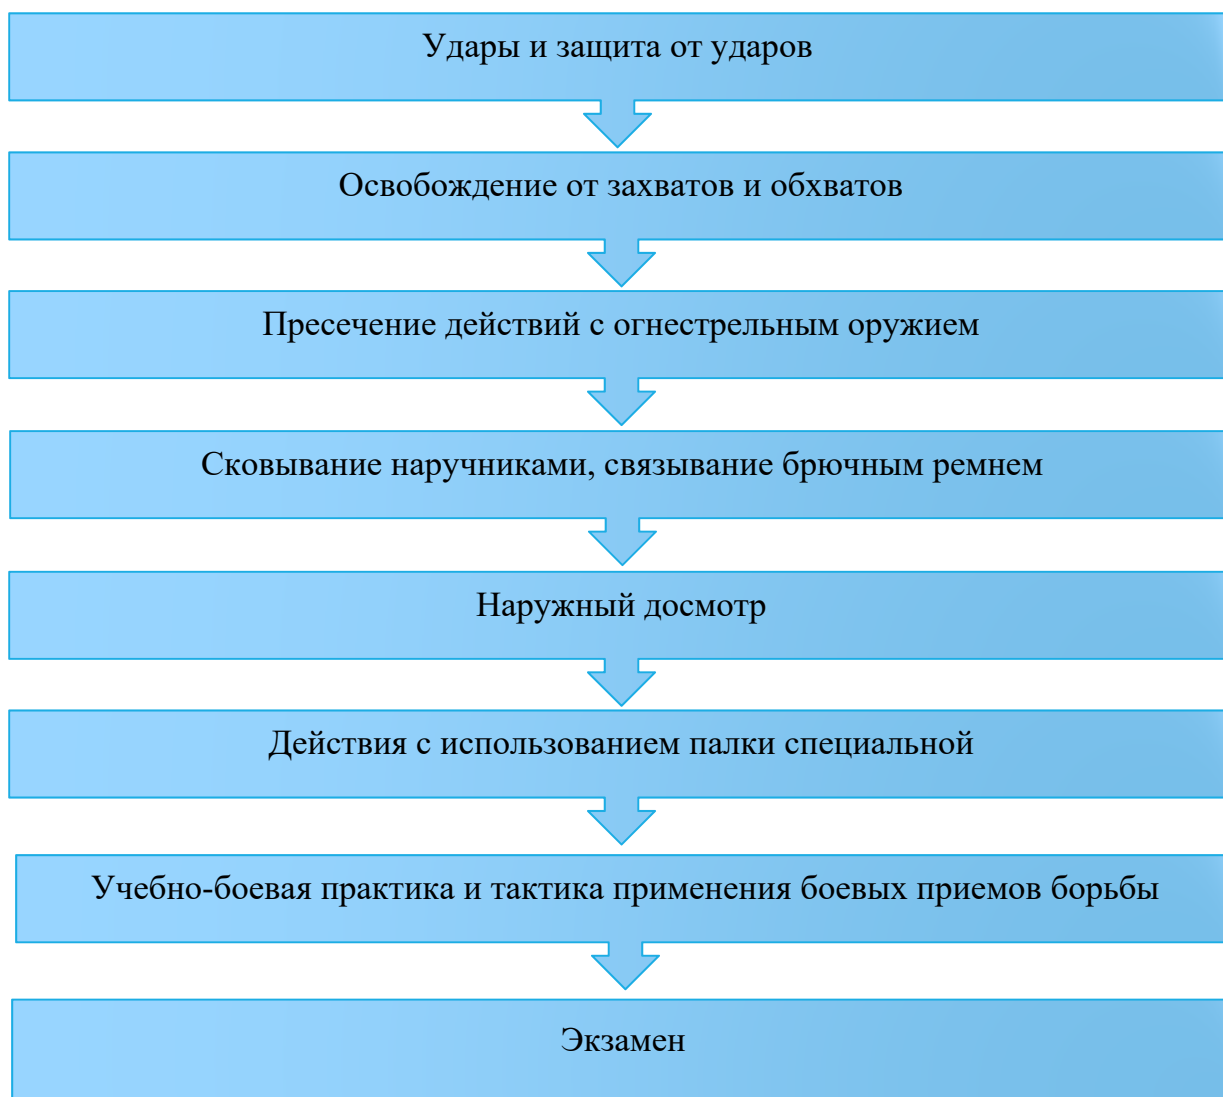 Удары и защита от ударов
Освобождение от захватов и обхватов
Пресечение действий с огнестрельным оружием
Сковывание наручниками, связывание брючным ремнем
Наружный досмотр
Действия с использованием палки специальной
Учебно-боевая практика и тактика применения боевых приемов борьбы
Экзамен